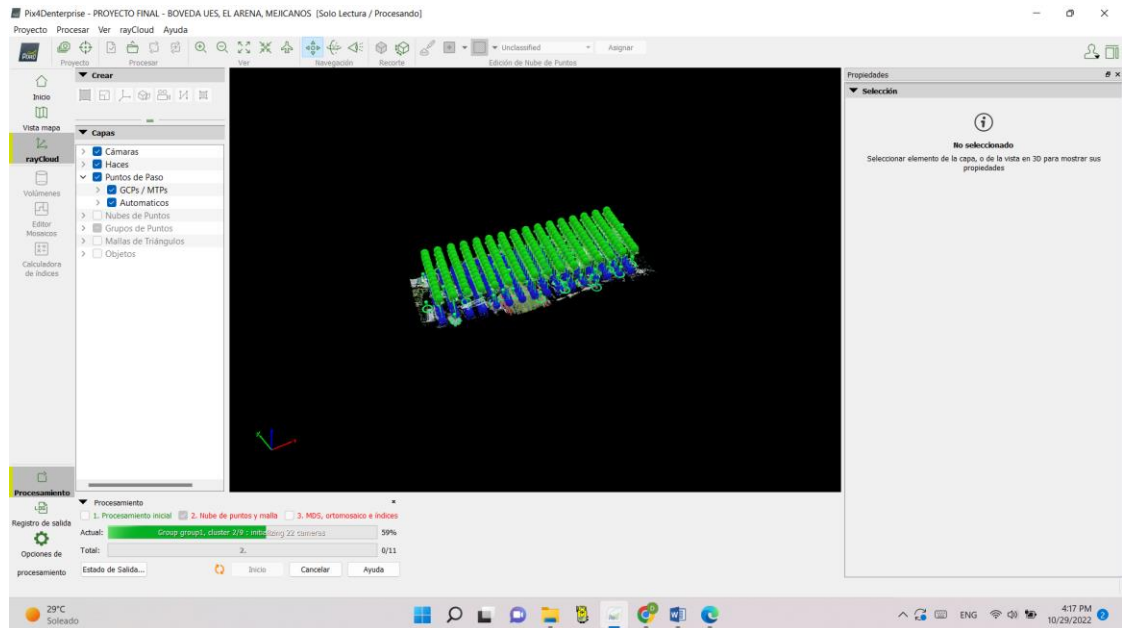 Pix4Denterprise - PROYECTO FINAL - BOVEDA UES, EL ARENA, MEJICANOS [Solo Lectura / Procesando]
Proyecto Procesar Ver rayCloud Ayuda
Unclassified Asignar
Proyecto Procesar Ver Navegación Recorte Edición de Nube de Puntos
Inicio
Vista mapa
rayCloud
Volúmenes
Editor
Mosaicos
Calculadora
de índices
Crear
Capas
Cámaras
Haces
Puntos de Paso
GCPs / MTPs
Automaticos
Nubes de Puntos
Grupos de Puntos
Mallas de Triángulos
Objetos
Propiedades
Selección
No seleccionado
Seleccionar elemento de la capa, o de la vista en 3D para mostrar sus
propiedades
Procesamiento
Registro de salida
Opciones de
procesamiento
Procesamiento
1. Procesamiento inicial 2. Nube de puntos y malla 3. MDS, ortomosaico e índices
Actual: Group group1, cluster 2/9 : initializing 22 cameras 59%
Total: 2. 0/11
Estado de Salida... Inicio Cancelar Ayuda
29°C
Soleado
ENG
4:17 PM
10/29/2022
2